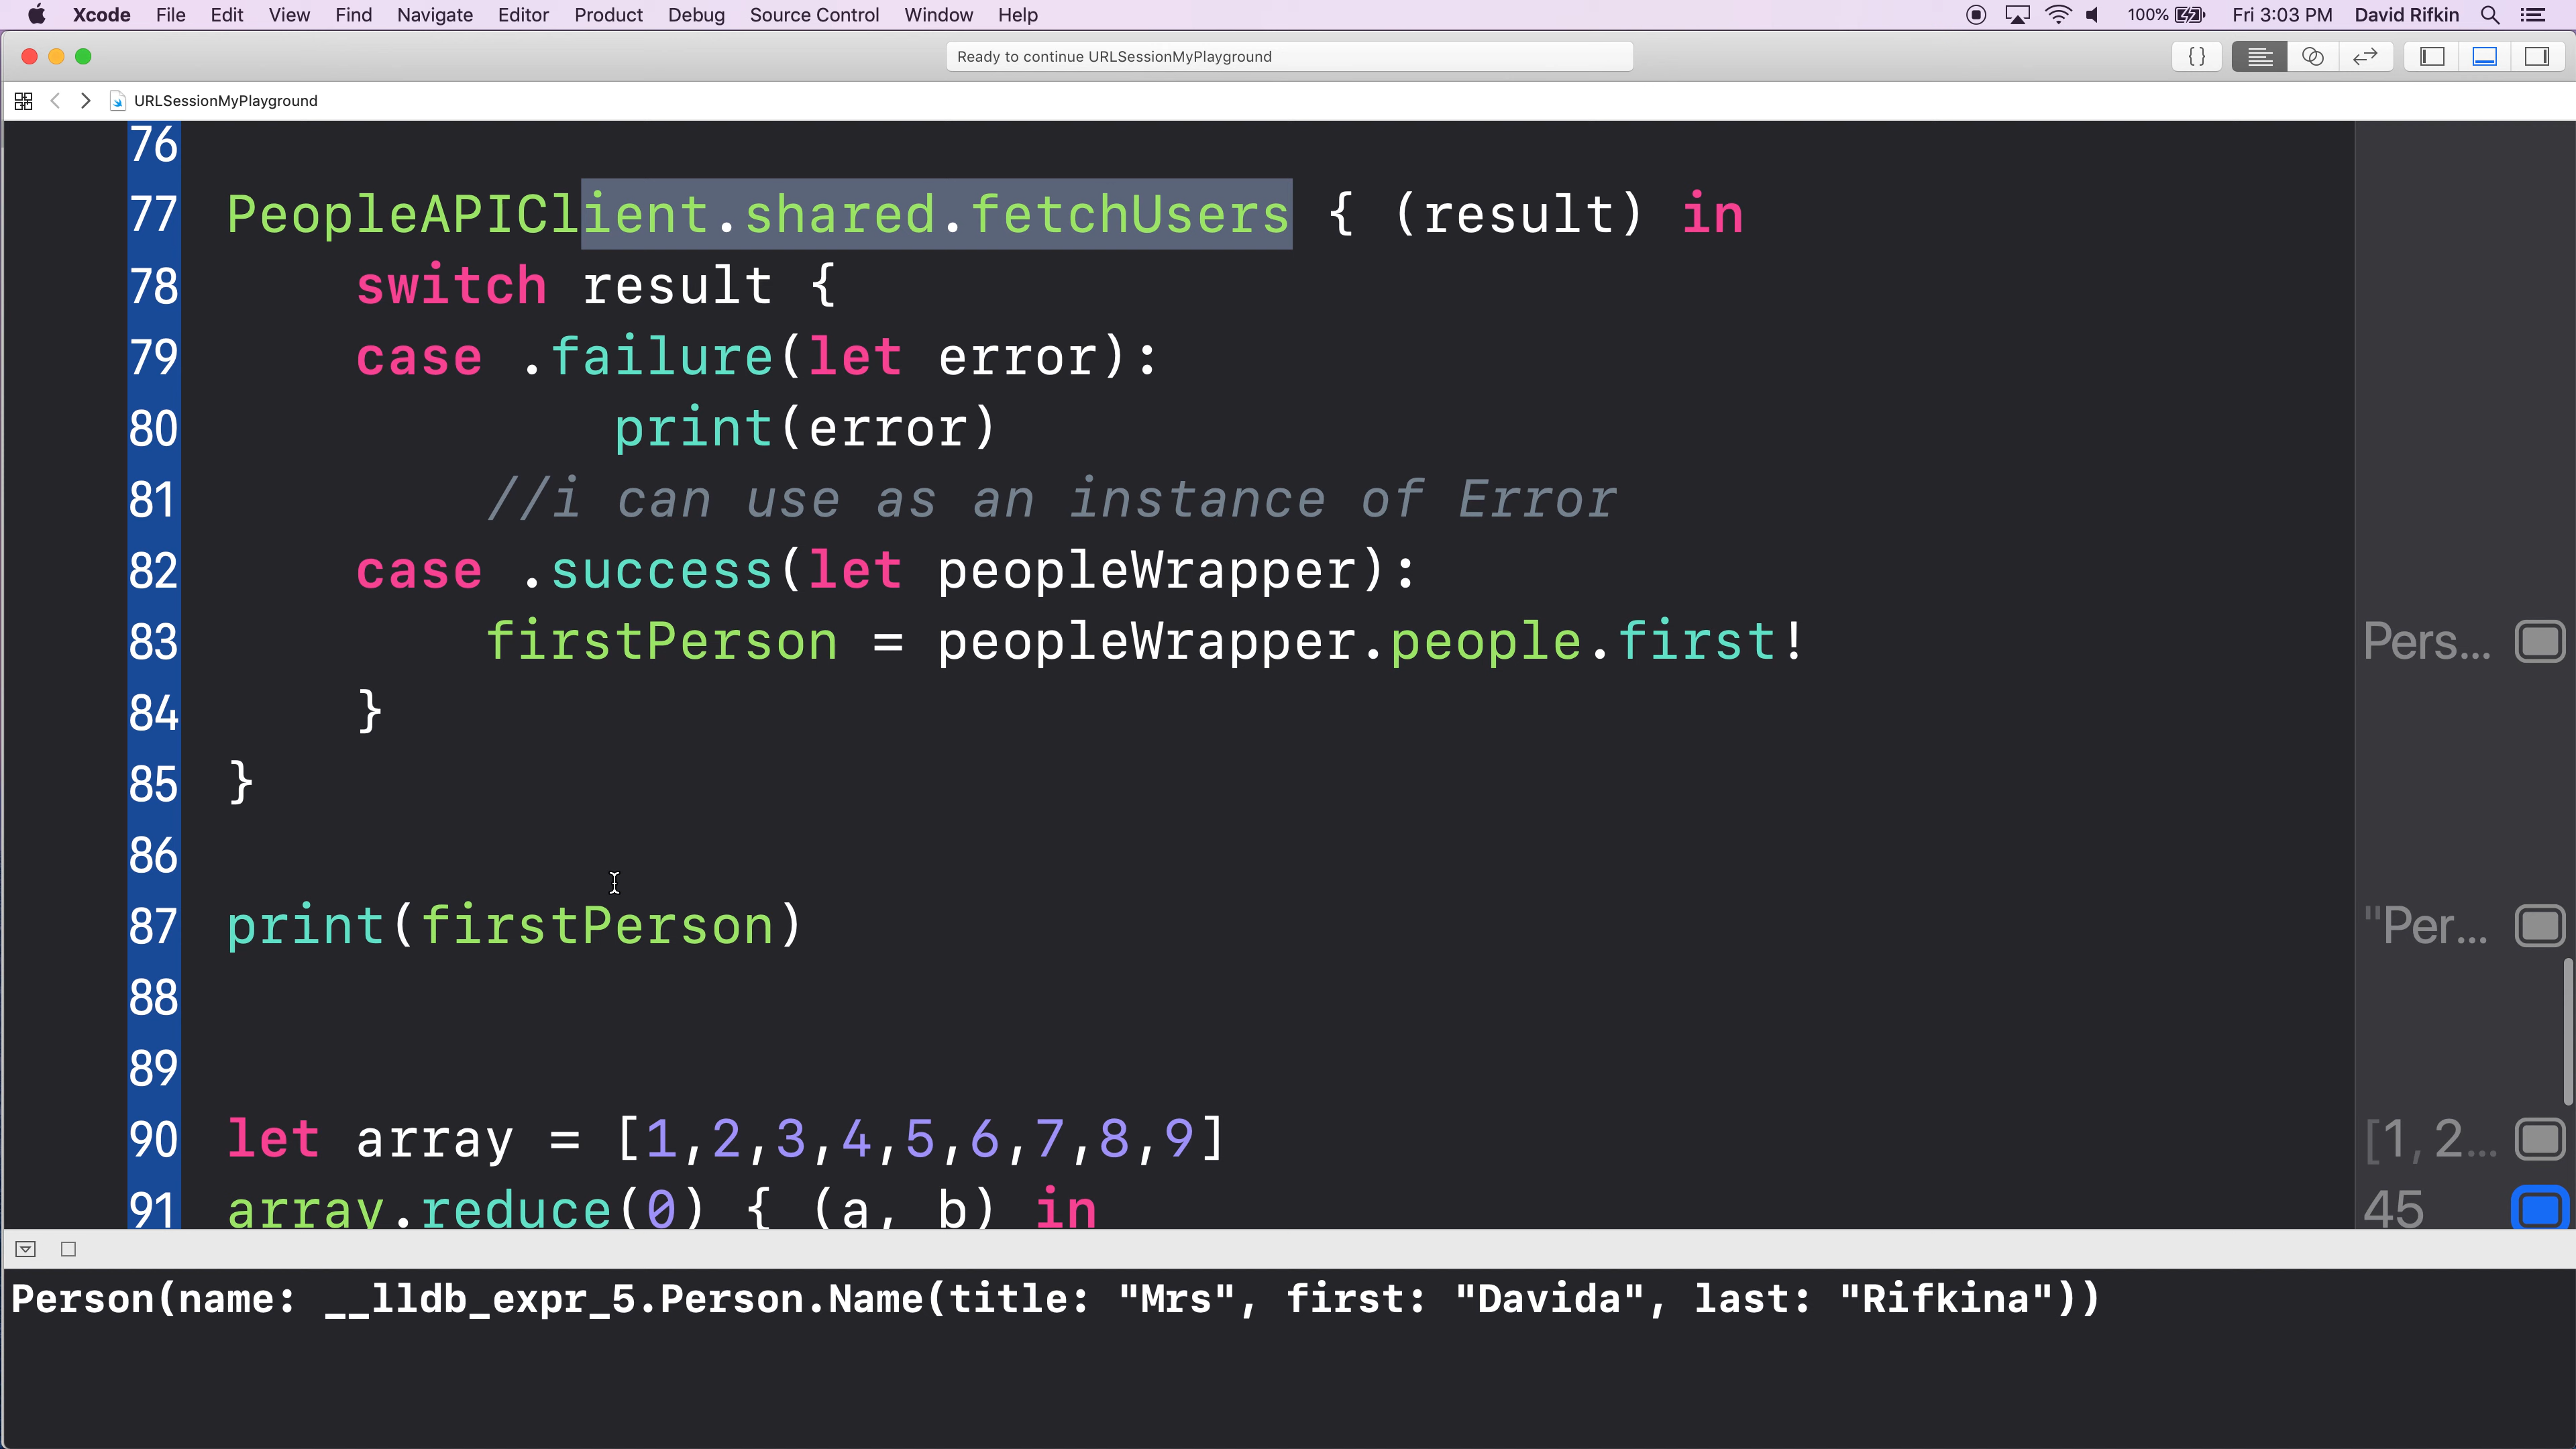 Xcode File Edit View Find Navigate Editor Product Debug Source Control Window Help 100% Fri 3:03 PM David Rifkin
Ready to continue URLSessionMyPlayground { }
URLSessionMyPlayground
76
77 PeopleAPIClient.shared.fetchUsers { (result) in
78 switch result {
79 case .failure(let error):
80 print(error)
81 //i can use as an instance of Error
82 case .success(let peopleWrapper):
83 firstPerson = peopleWrapper.people.first! Pers...
84 }
85 }
86
87 print(firstPerson) "Per...
88
89
90 let array = [1,2,3,4,5,6,7,8,9] [1, 2...
91 array.reduce(0) { (a, b) in 45
Person(name: __lldb_expr_5.Person.Name(title: "Mrs", first: "Davida", last: "Rifkina"))